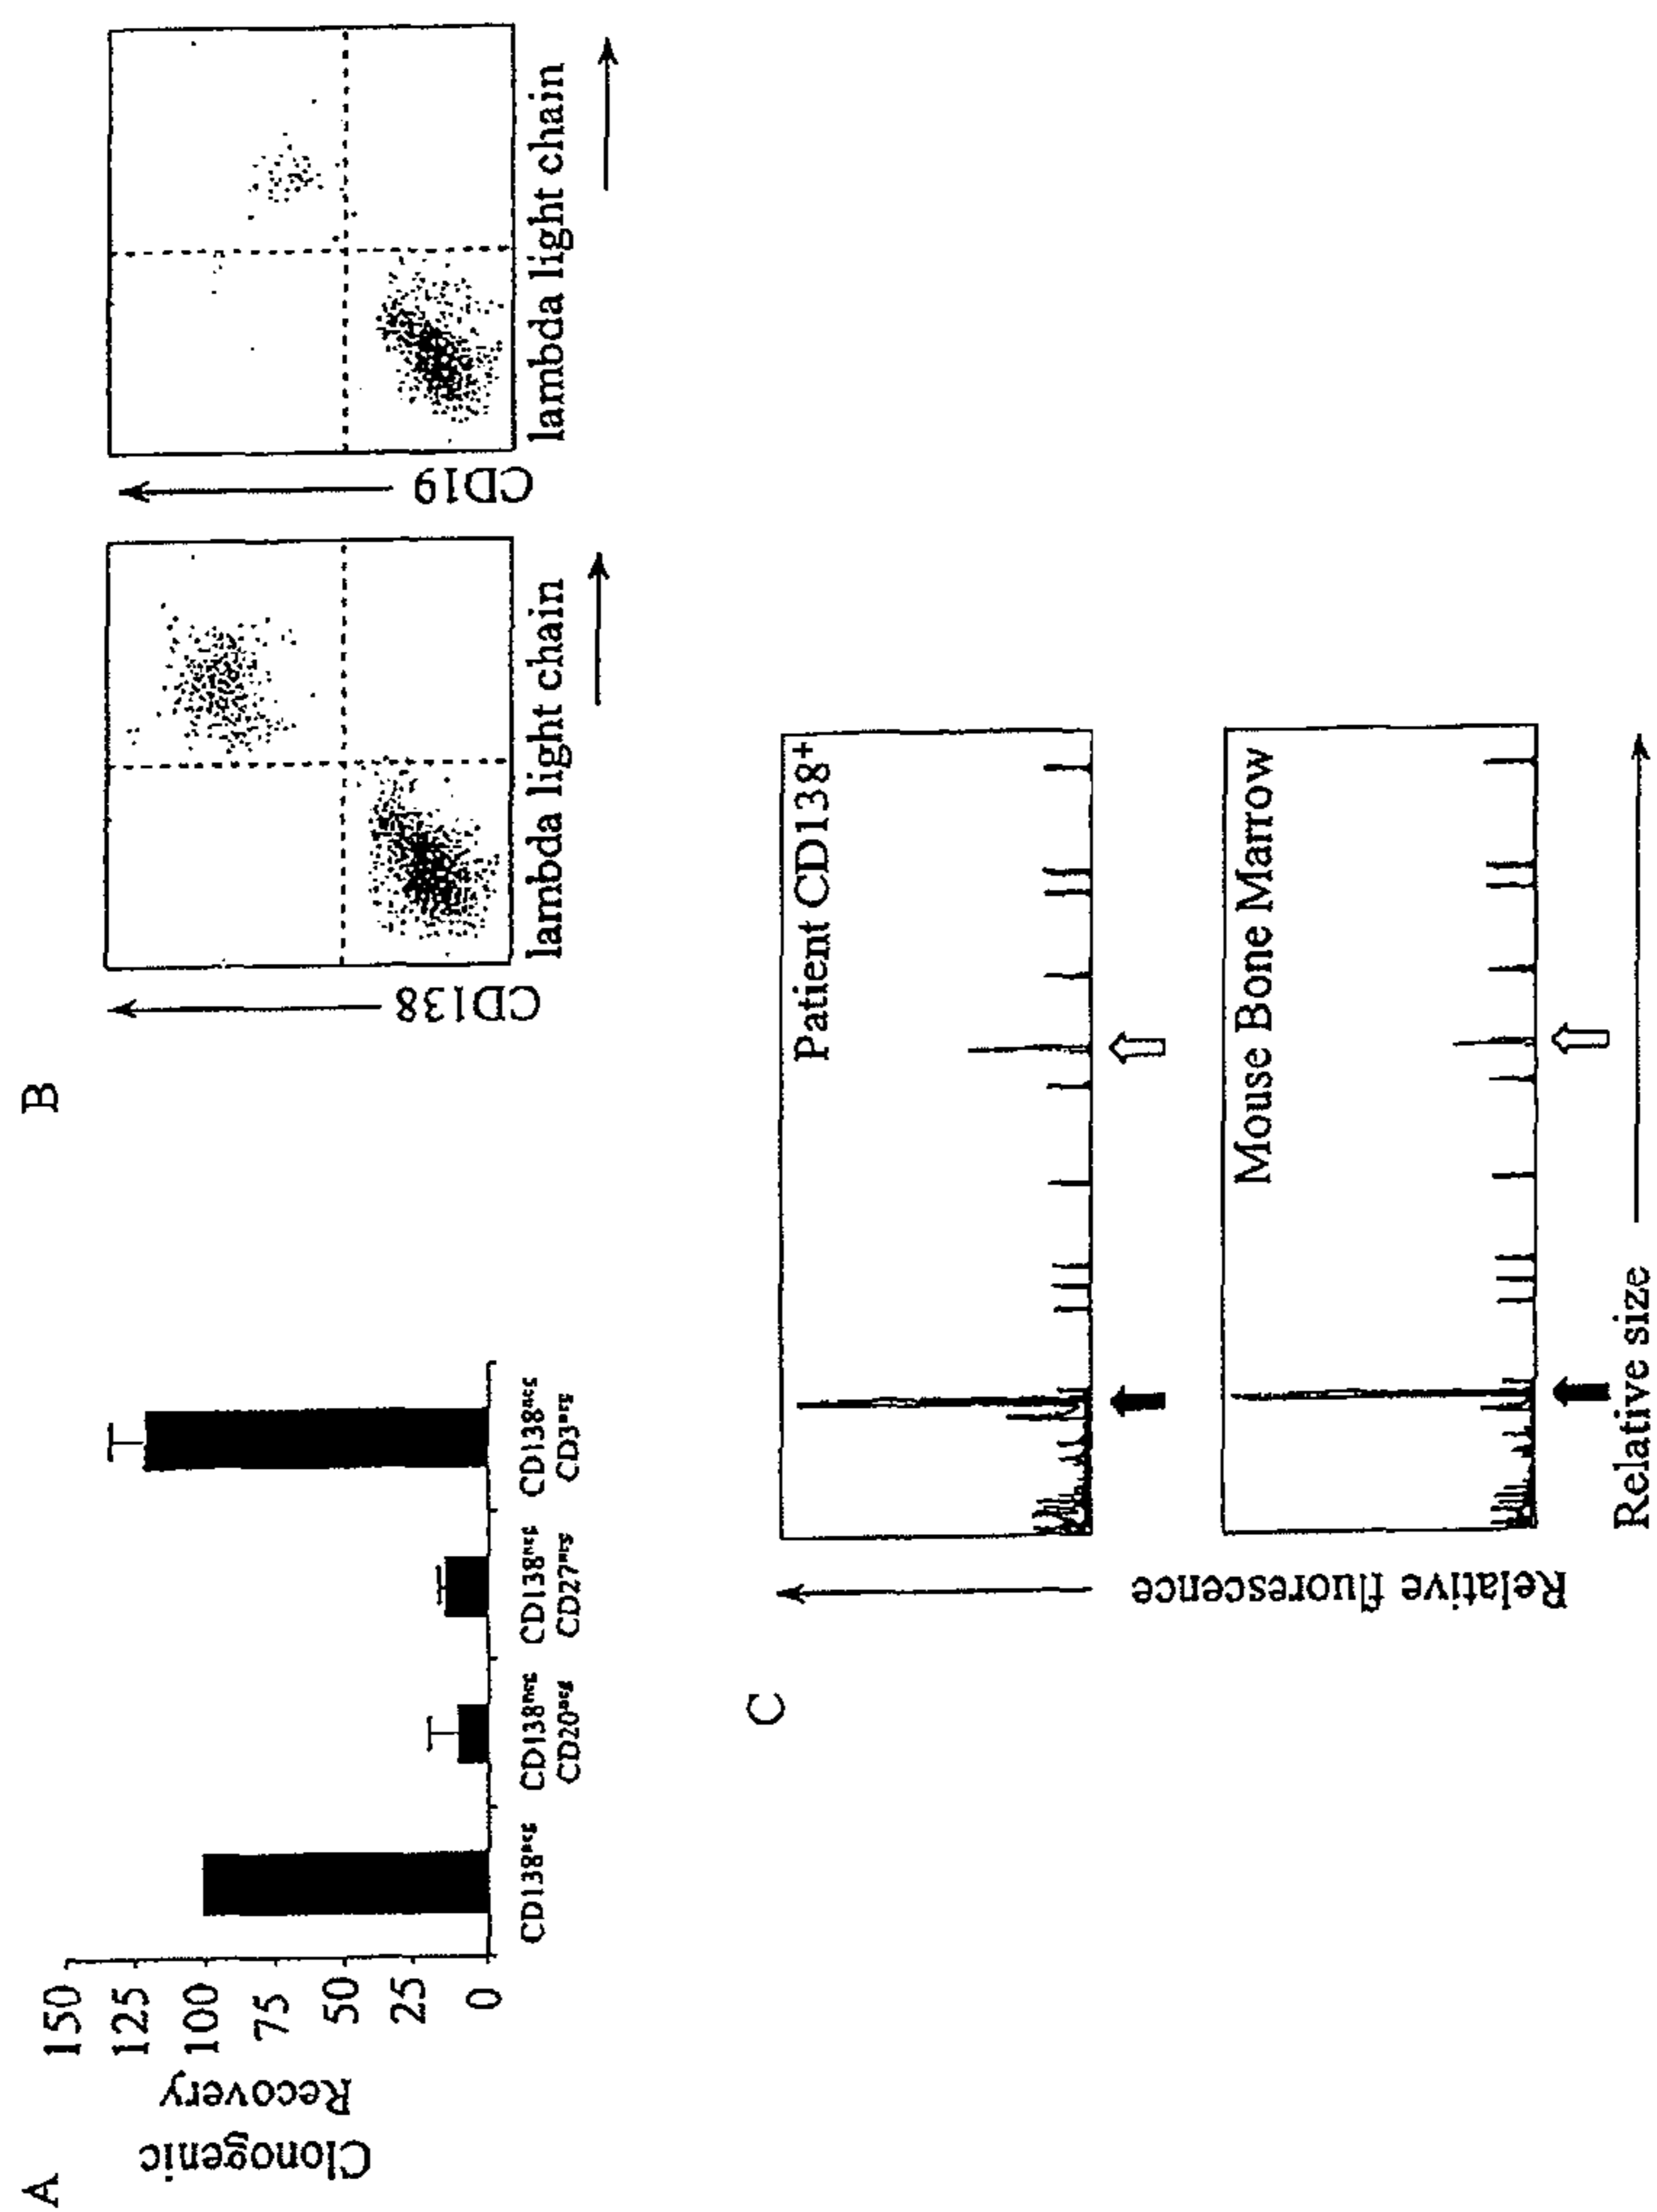 A
Clonogenic
Recovery
150
125
100
75
50
25
0
CD138ⁿᵉᵍ
CD138ⁿᵉᵍ
CD20ⁿᵉᵍ
CD138ⁿᵉᵍ
CD27ⁿᵉᵍ
CD138ⁿᵉᵍ
CD3ⁿᵉᵍ
B
CD138
lambda light chain
CD19
lambda light chain
C
Relative fluorescence
Patient CD138⁺
Mouse Bone Marrow
Relative size